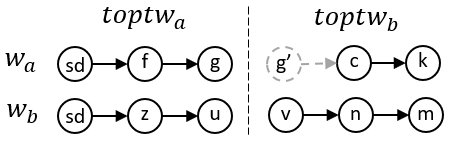 toptw_a toptw_b
w_a sd f g g' c k
w_b sd z u v n m